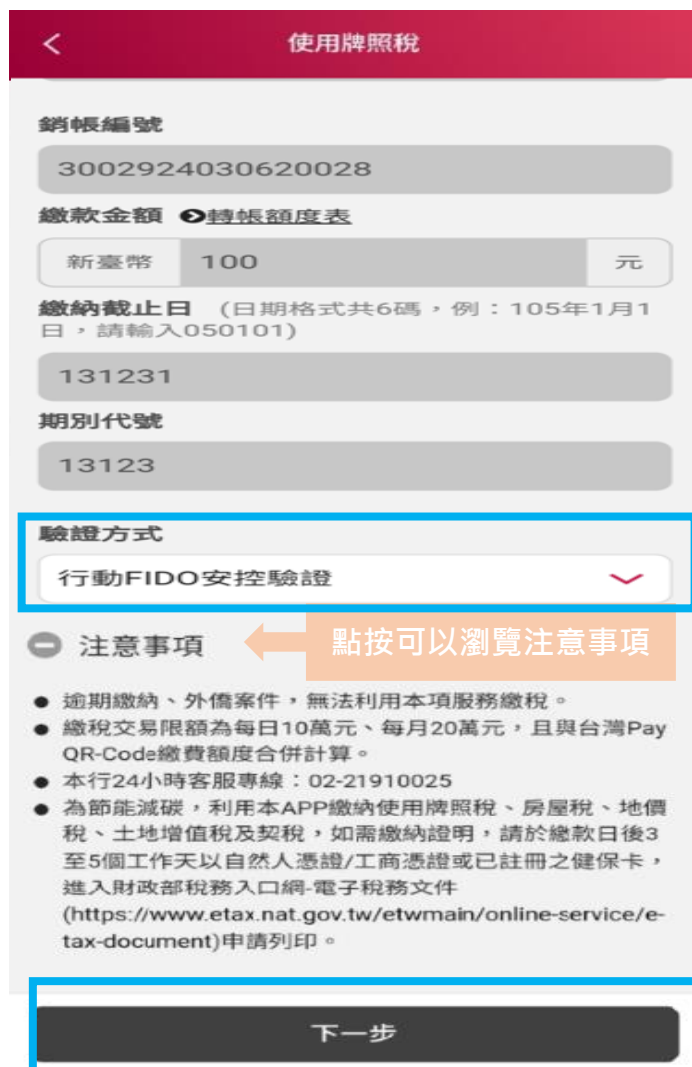 使用牌照稅
銷帳編號
3002924030620028
繳款金額 轉帳額度表
新臺幣 100 元
繳納截止日 (日期格式共6碼，例：105年1月1
日，請輸入050101)
131231
期別代號
13123
驗證方式
行動FIDO安控驗證
注意事項 點按可以瀏覽注意事項
● 逾期繳納、外僑案件，無法利用本項服務繳稅。
● 繳稅交易限額為每日10萬元、每月20萬元，且與台灣Pay
QR-Code繳費額度合併計算。
● 本行24小時客服專線：02-21910025
● 為節能減碳，利用本APP繳納使用牌照稅、房屋稅、地價
稅、土地增值稅及契稅，如需繳納證明，請於繳款日後3
至5個工作天以自然人憑證/工商憑證或已註冊之健保卡，
進入財政部稅務入口網-電子稅務文件
(https://www.etax.nat.gov.tw/etwmain/online-service/e-
tax-document)申請列印。
下一步